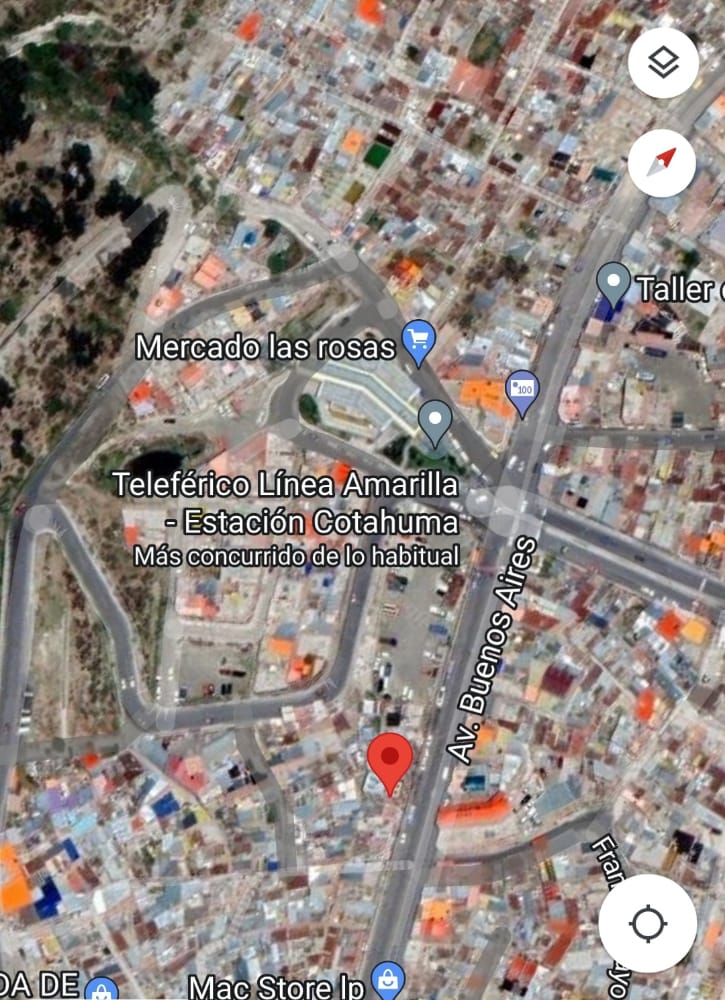 Taller
Mercado las rosas
100
Teleférico Línea Amarilla
- Estación Cotahuma
Más concurrido de lo habitual
Av. Buenos Aires
DA DE
Mac Store lp